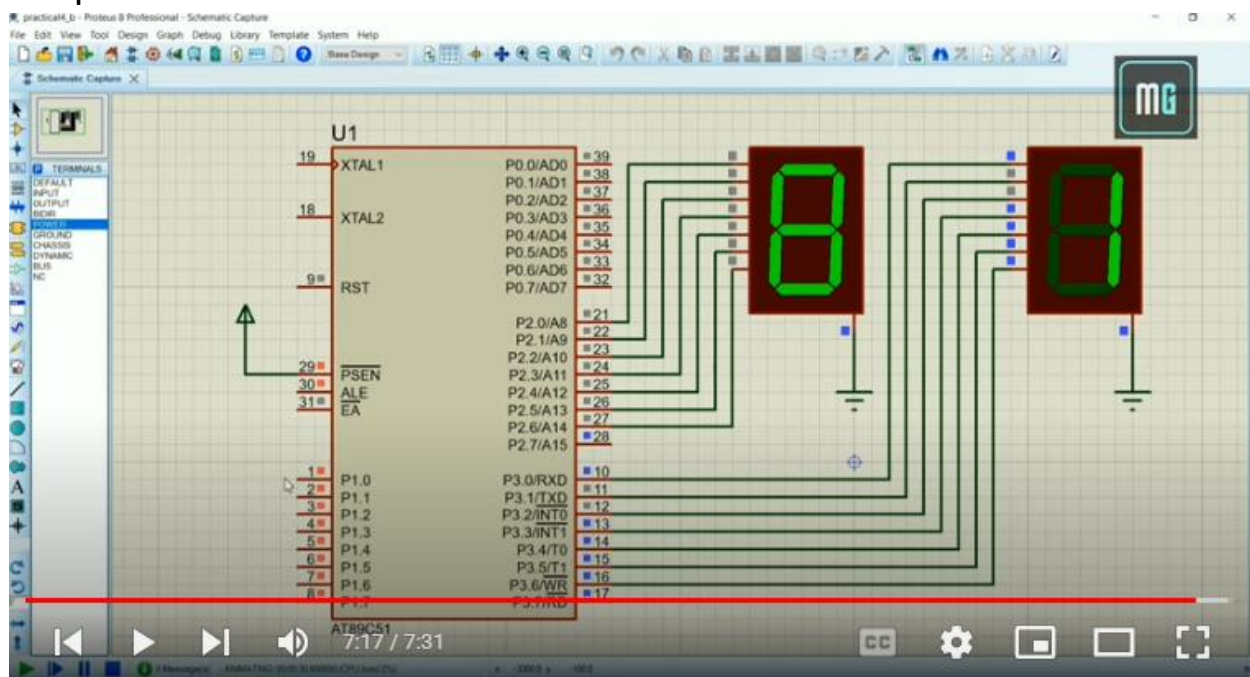 practical4_b - Proteus 8 Professional - Schematic Capture
File Edit View Tool Design Graph Debug Library Template System Help
Base Design
Schematic Capture
MG
TERMINALS
DEFAULT
INPUT
OUTPUT
BIDIR
POWER
GROUND
CHASSIS
DYNAMIC
BUS
NC
U1
19 XTAL1 P0.0/AD0 39
P0.1/AD1 38
P0.2/AD2 37
18 XTAL2 P0.3/AD3 36
P0.4/AD4 35
P0.5/AD5 34
P0.6/AD6 33
9 RST P0.7/AD7 32
P2.0/A8 21
P2.1/A9 22
P2.2/A10 23
29 PSEN P2.3/A11 24
30 ALE P2.4/A12 25
31 EA P2.5/A13 26
P2.6/A14 27
P2.7/A15 28
1 P1.0 P3.0/RXD 10
2 P1.1 P3.1/TXD 11
3 P1.2 P3.2/INT0 12
4 P1.3 P3.3/INT1 13
5 P1.4 P3.4/T0 14
6 P1.5 P3.5/T1 15
7 P1.6 P3.6/WR 16
8 P1.7 P3.7/RD 17
AT89C51
8
1
A
7:17 / 7:31
CC